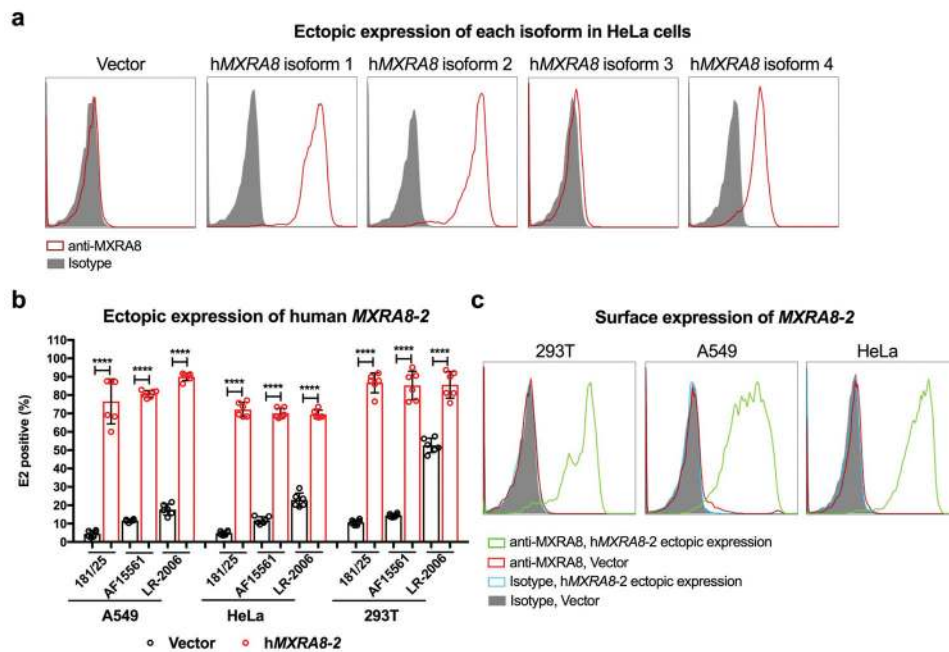 a
Ectopic expression of each isoform in HeLa cells
Vector
hMXRA8 isoform 1
hMXRA8 isoform 2
hMXRA8 isoform 3
hMXRA8 isoform 4
anti-MXRA8
Isotype
b
Ectopic expression of human MXRA8-2
E2 positive (%)
110
100
90
80
70
60
50
40
30
20
10
0
**** **** **** **** **** **** **** **** ****
181/25 AF15561 LR-2006 181/25 AF15561 LR-2006 181/25 AF15561 LR-2006
A549 HeLa 293T
Vector hMXRA8-2
c
Surface expression of MXRA8-2
293T A549 HeLa
anti-MXRA8, hMXRA8-2 ectopic expression
anti-MXRA8, Vector
Isotype, hMXRA8-2 ectopic expression
Isotype, Vector